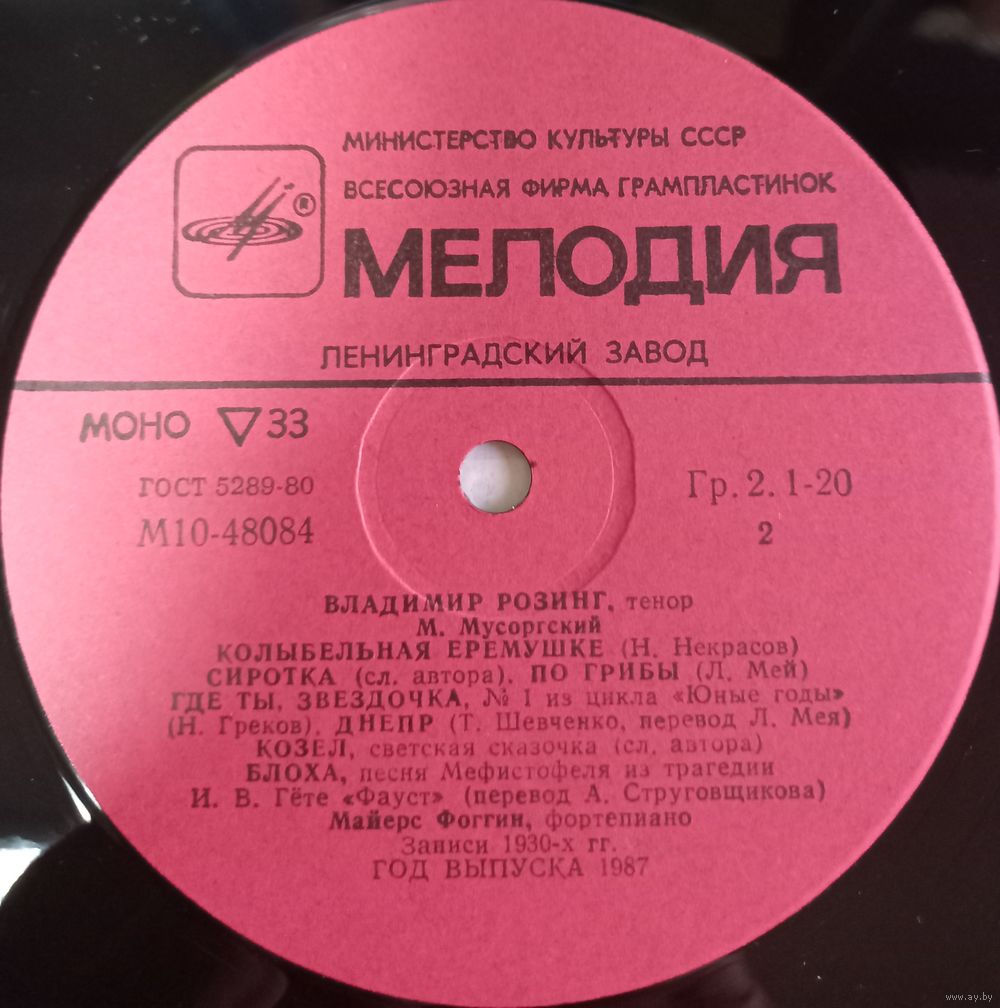 МИНИСТЕРСТВО КУЛЬТУРЫ СССР
ВСЕСОЮЗНАЯ ФИРМА ГРАМПЛАСТИНОК
®
МЕЛОДИЯ
ЛЕНИНГРАДСКИЙ ЗАВОД
МОНО ▽33
ГОСТ 5289-80
М10-48084
Гр. 2. 1-20
2
ВЛАДИМИР РОЗИНГ, тенор
М. Мусоргский
КОЛЫБЕЛЬНАЯ ЕРЕМУШКЕ (Н. Некрасов)
СИРОТКА (сл. автора). ПО ГРИБЫ (Л. Мей)
ГДЕ ТЫ, ЗВЕЗДОЧКА, № 1 из цикла «Юные годы»
(Н. Греков). ДНЕПР (Т. Шевченко, перевод Л. Мея)
КОЗЕЛ, светская сказочка (сл. автора)
БЛОХА, песня Мефистофеля из трагедии
И. В. Гёте «Фауст» (перевод А. Струговщикова)
Майерс Фоггин, фортепиано
Записи 1930-х гг.
ГОД ВЫПУСКА 1987
www.ay.by